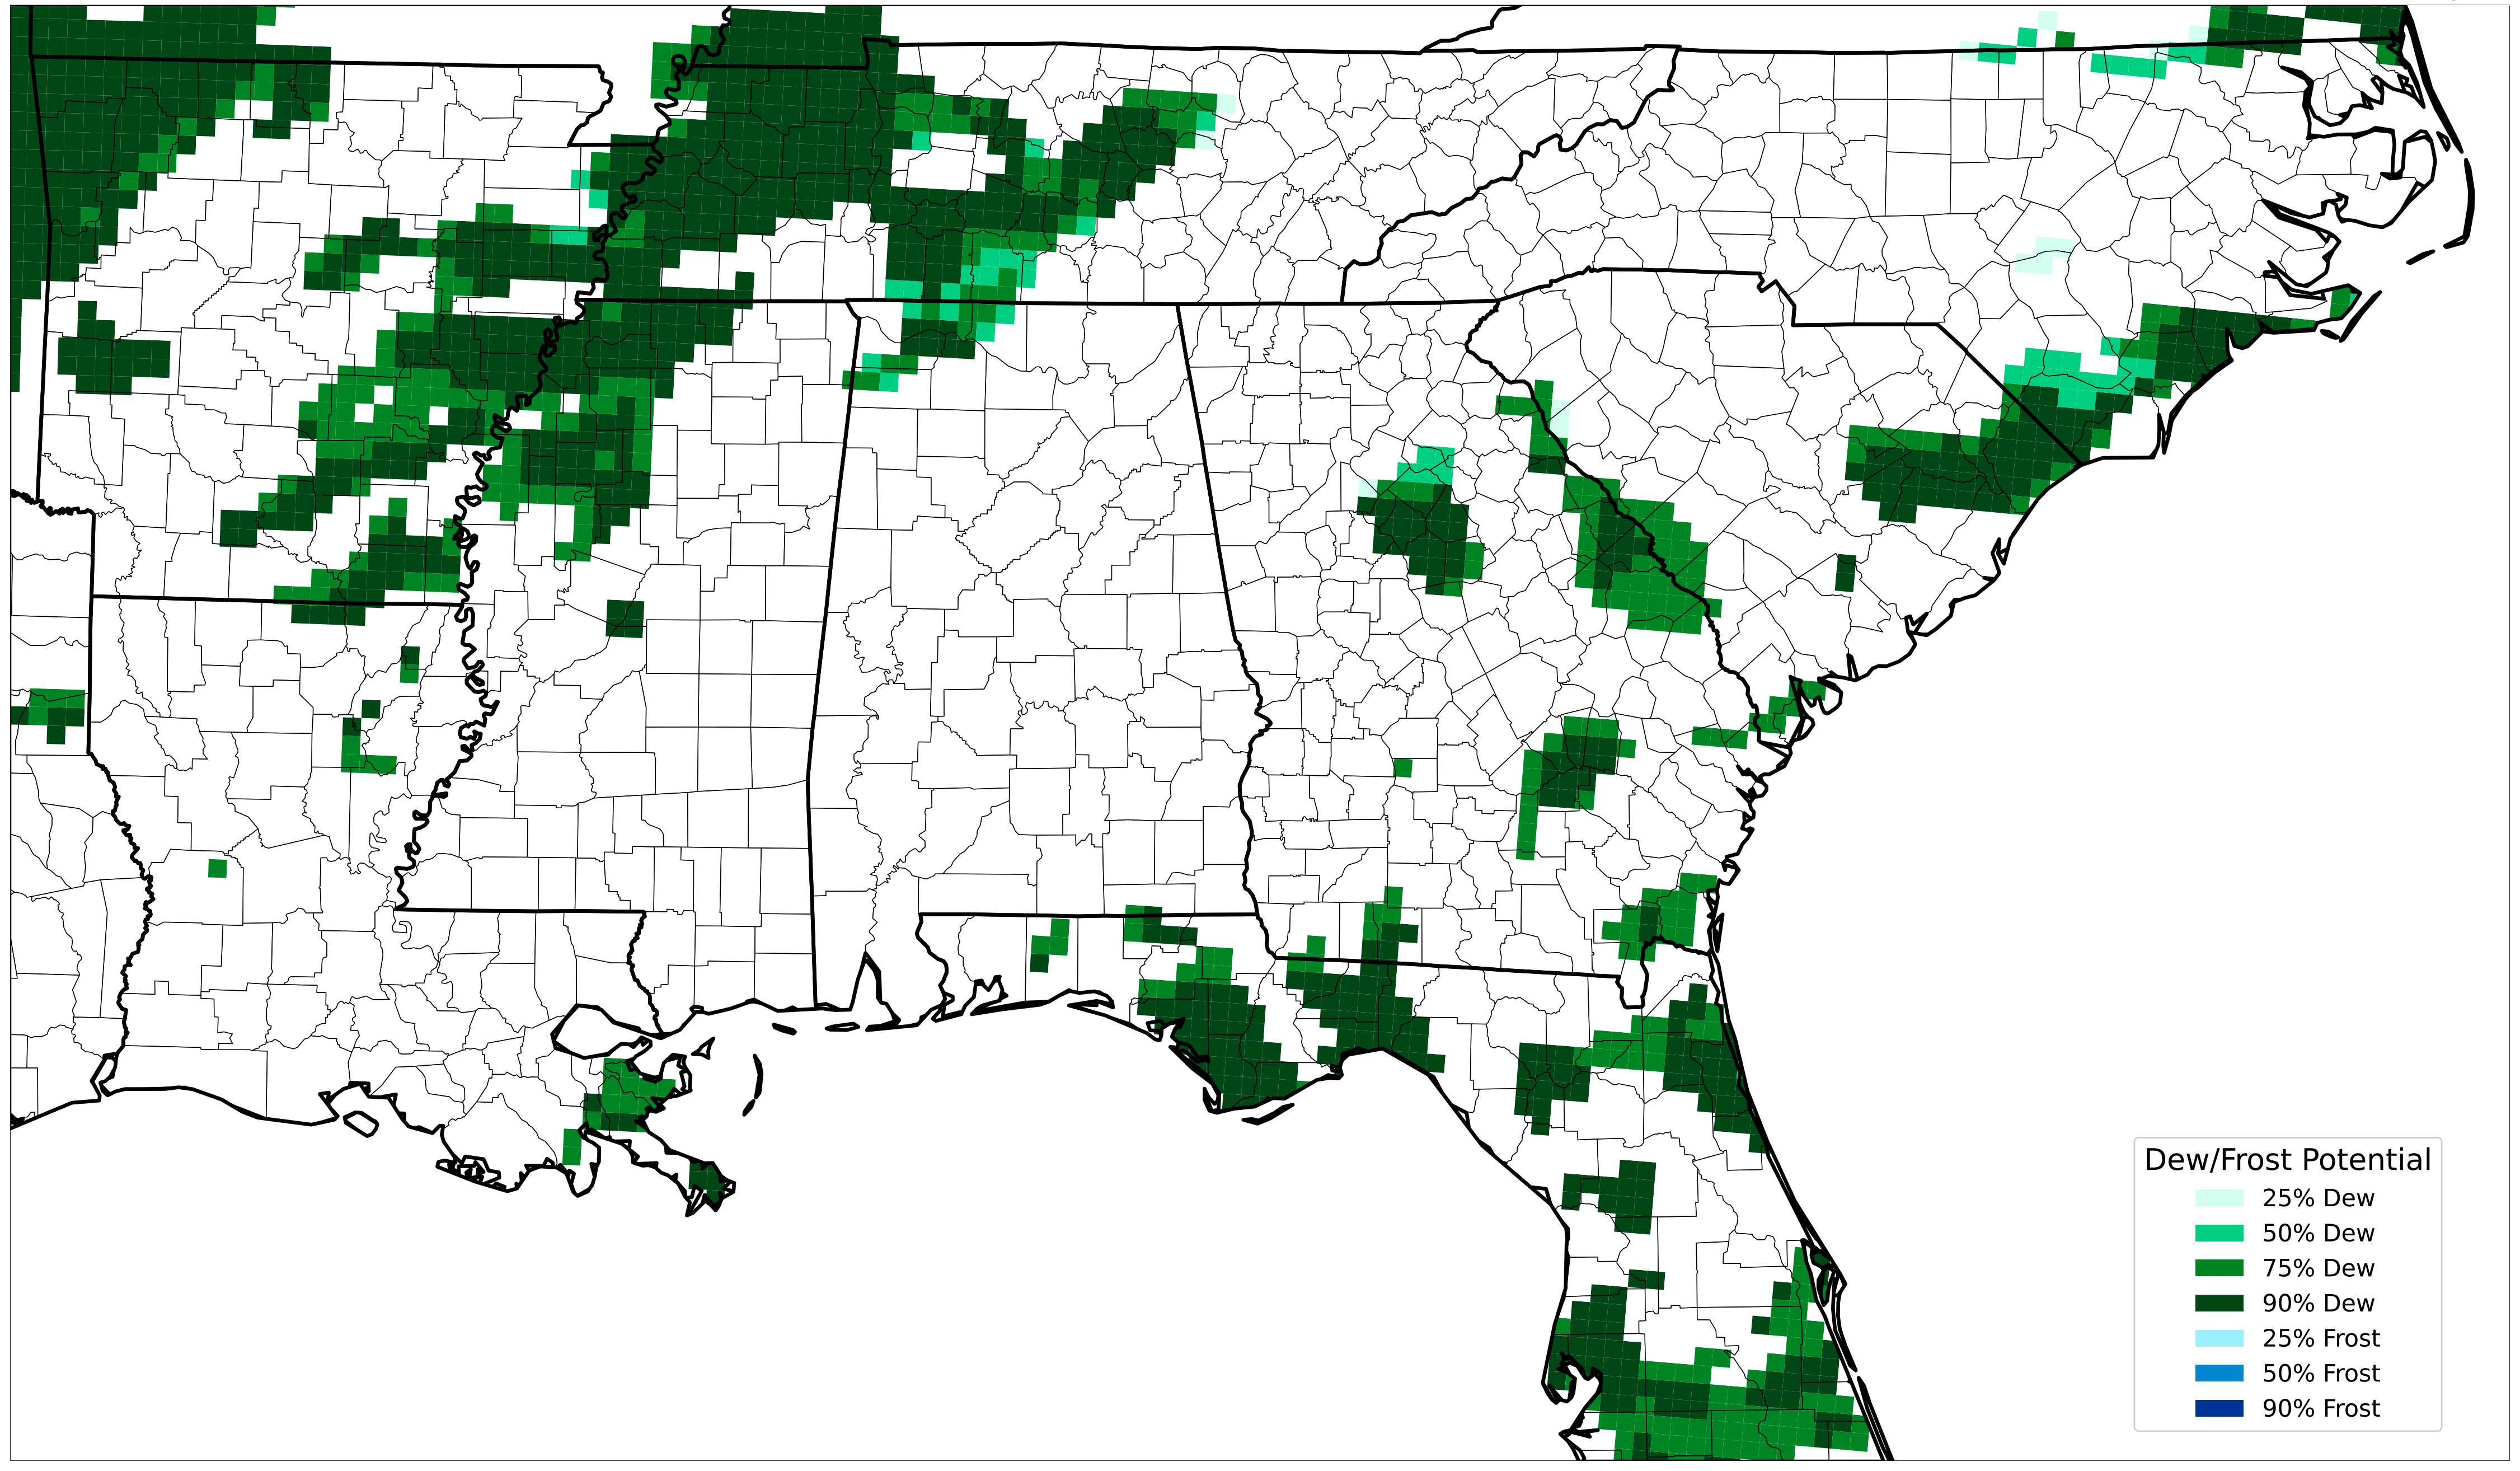 Dew/Frost Potential
25% Dew
50% Dew
75% Dew
90% Dew
25% Frost
50% Frost
90% Frost